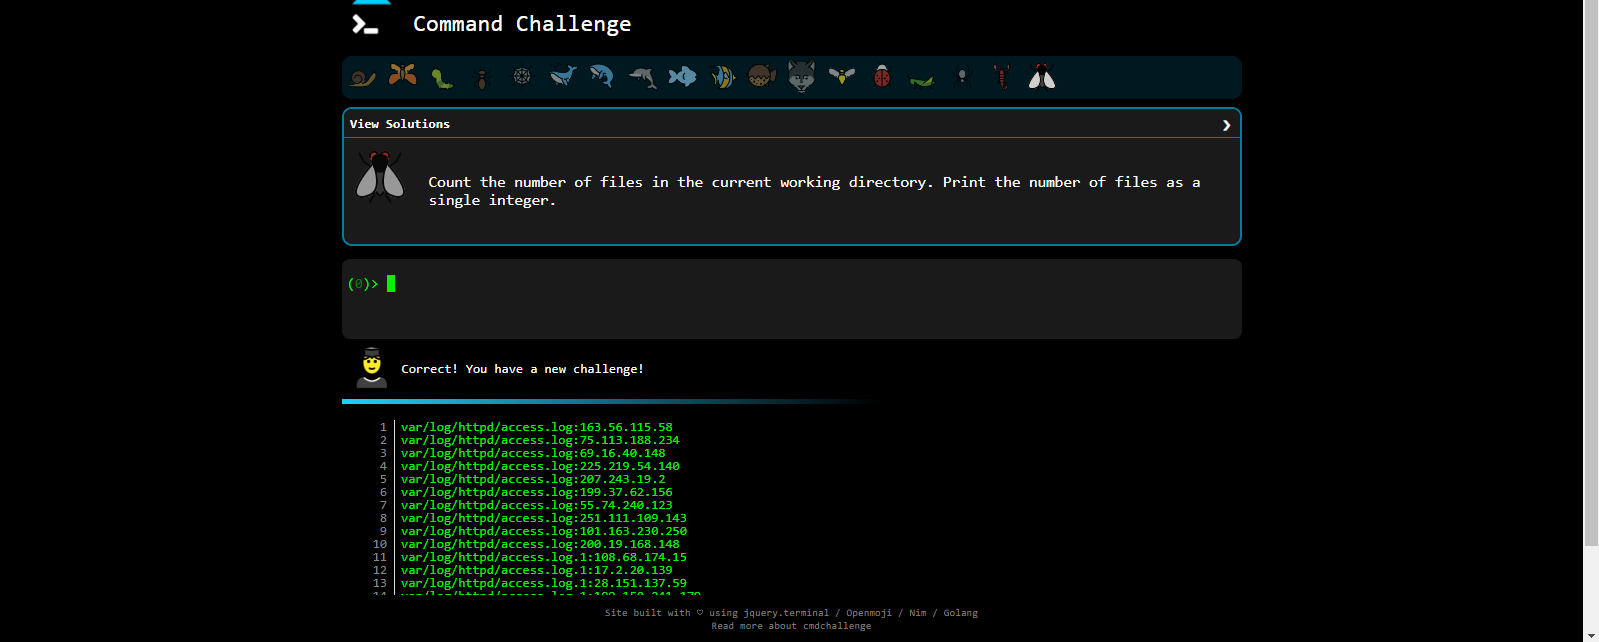 Command Challenge
View Solutions
Count the number of files in the current working directory. Print the number of files as a
single integer.
(0)>
Correct! You have a new challenge!
1 var/log/httpd/access.log:163.56.115.58
2 var/log/httpd/access.log:75.113.188.234
3 var/log/httpd/access.log:69.16.40.148
4 var/log/httpd/access.log:225.219.54.140
5 var/log/httpd/access.log:207.243.19.2
6 var/log/httpd/access.log:199.37.62.156
7 var/log/httpd/access.log:55.74.240.123
8 var/log/httpd/access.log:251.111.109.143
9 var/log/httpd/access.log:101.163.230.250
10 var/log/httpd/access.log:200.19.168.148
11 var/log/httpd/access.log.1:108.68.174.15
12 var/log/httpd/access.log.1:17.2.20.139
13 var/log/httpd/access.log.1:28.151.137.59
Site built with ♡ using jquery.terminal / Openmoji / Nim / Golang
Read more about cmdchallenge